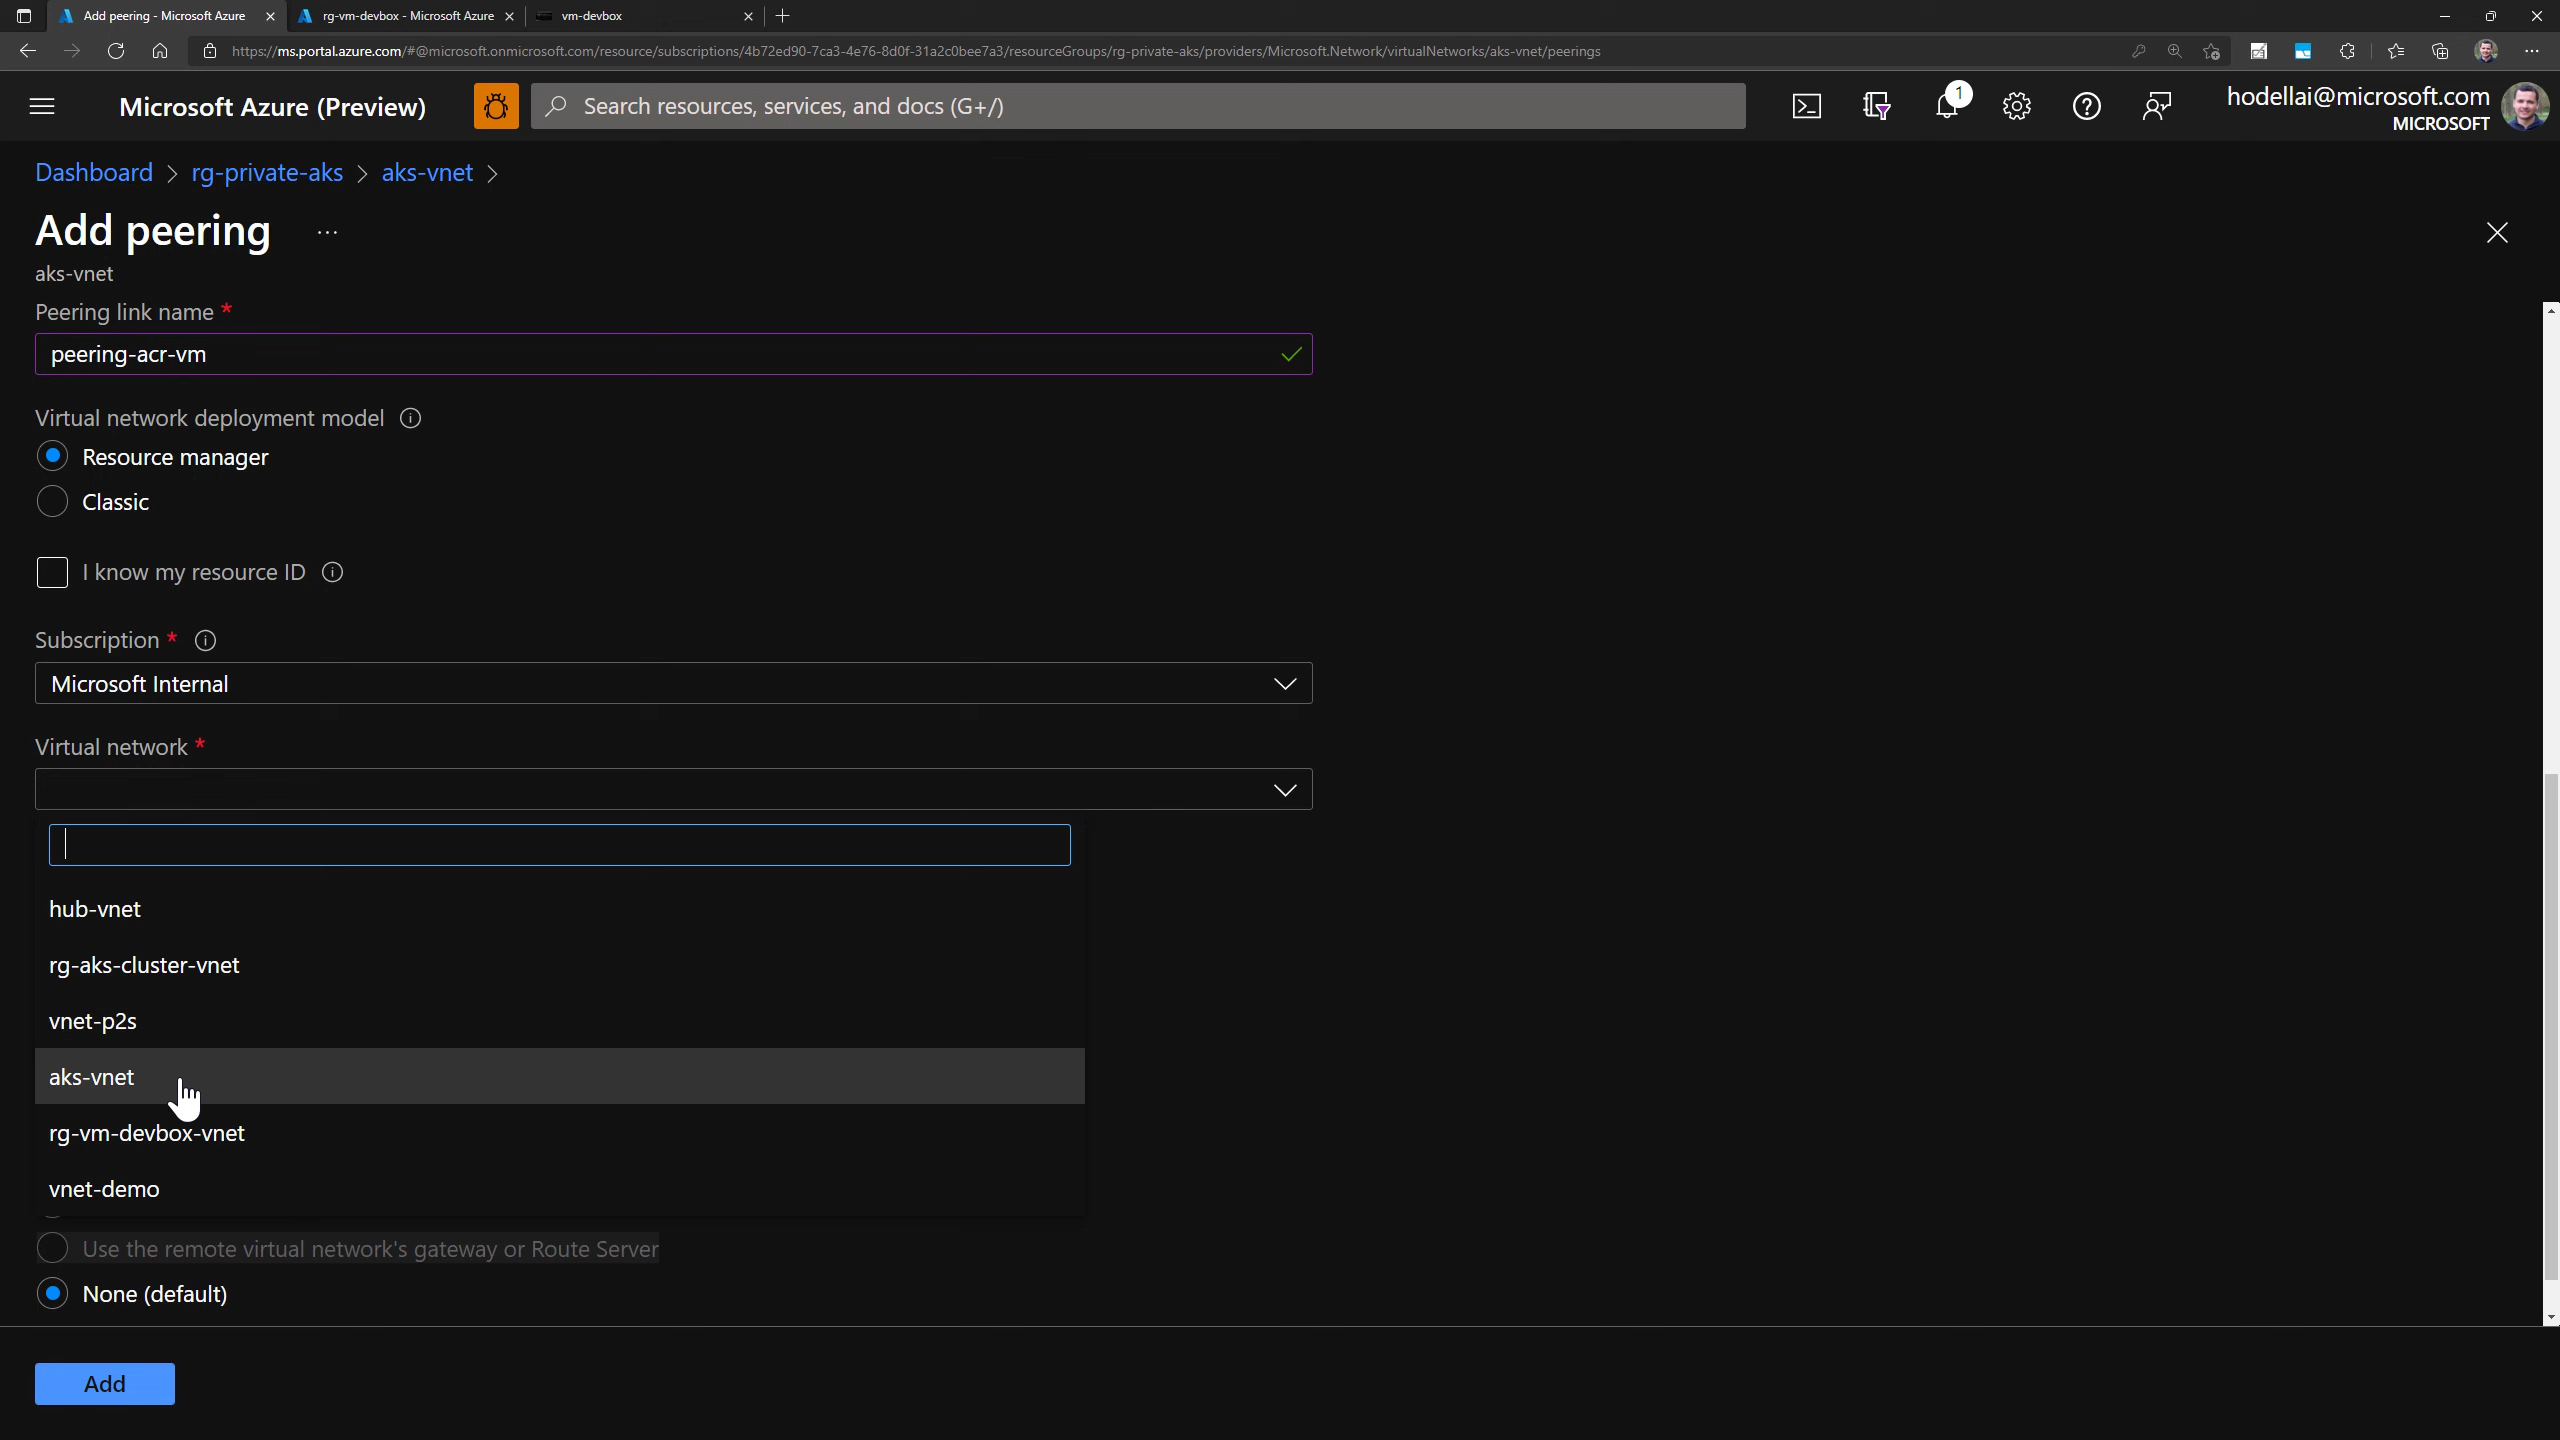 Add peering - Microsoft Azure
rg-vm-devbox - Microsoft Azure
vm-devbox
https://ms.portal.azure.com/#@microsoft.onmicrosoft.com/resource/subscriptions/4b72ed90-7ca3-4e76-8d0f-31a2c0bee7a3/resourceGroups/rg-private-aks/providers/Microsoft.Network/virtualNetworks/aks-vnet/peerings
Microsoft Azure (Preview)
Search resources, services, and docs (G+/)
1
hodellai@microsoft.com
MICROSOFT
Dashboard > rg-private-aks > aks-vnet >
Add peering ...
aks-vnet
Peering link name *
peering-acr-vm
Virtual network deployment model
Resource manager
Classic
I know my resource ID
Subscription *
Microsoft Internal
Virtual network *
hub-vnet
rg-aks-cluster-vnet
vnet-p2s
aks-vnet
rg-vm-devbox-vnet
vnet-demo
Use the remote virtual network's gateway or Route Server
None (default)
Add